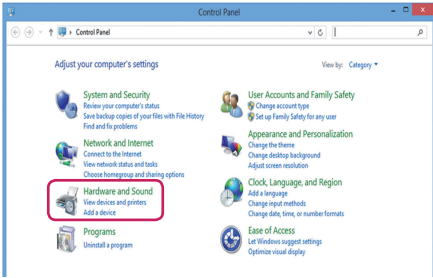 Control Panel
Control Panel
Adjust your computer's settings
View by: Category
System and Security
Review your computer's status
Save backup copies of your files with File History
Find and fix problems
Network and Internet
Connect to the Internet
View network status and tasks
Choose homegroup and sharing options
Hardware and Sound
View devices and printers
Add a device
Programs
Uninstall a program
User Accounts and Family Safety
Change account type
Set up Family Safety for any user
Appearance and Personalization
Change the theme
Change desktop background
Adjust screen resolution
Clock, Language, and Region
Add a language
Change input methods
Change date, time, or number formats
Ease of Access
Let Windows suggest settings
Optimize visual display